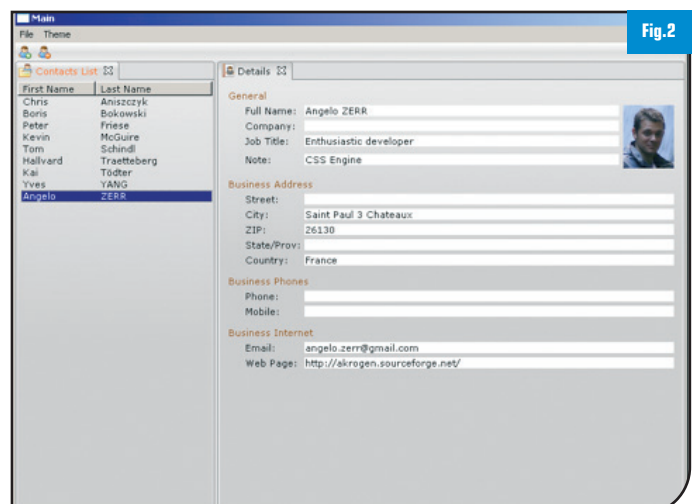 Main
Fig.2
File Theme
Contacts List
First Name Last Name
Chris Aniszczyk
Boris Bokowski
Peter Friese
Kevin McGuire
Tom Schindl
Hallvard Traetteberg
Kai Tödter
Yves YANG
Angelo ZERR
Details
General
Full Name: Angelo ZERR
Company:
Job Title: Enthusiastic developer
Note: CSS Engine
Business Address
Street:
City: Saint Paul 3 Chateaux
ZIP: 26130
State/Prov:
Country: France
Business Phones
Phone:
Mobile:
Business Internet
Email: angelo.zerr@gmail.com
Web Page: http://akrogen.sourceforge.net/